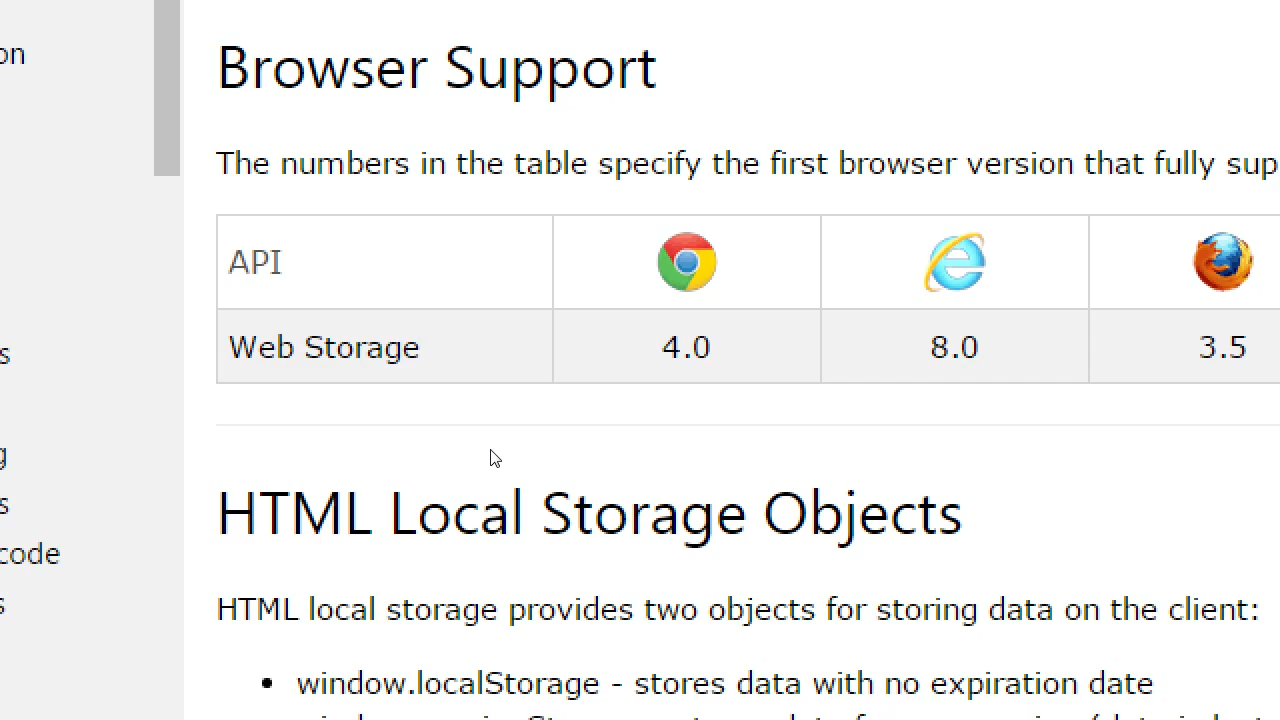 on
Browser Support
The numbers in the table specify the first browser version that fully sup
API
Web Storage 4.0 8.0 3.5
s
g
s
code
s
HTML Local Storage Objects
HTML local storage provides two objects for storing data on the client:
• window.localStorage - stores data with no expiration date